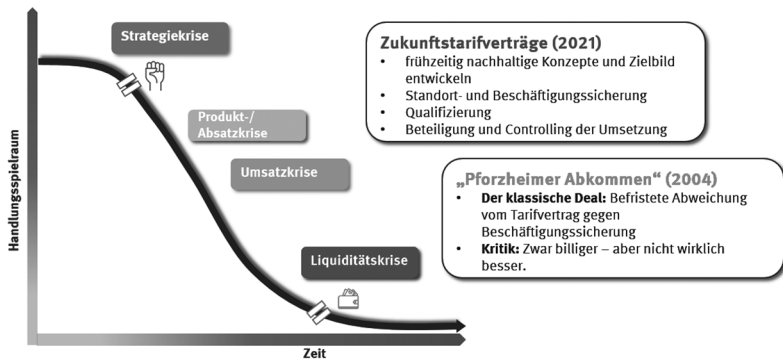 Strategiekrise
Produkt-/
Absatzkrise
Umsatzkrise
Liquiditätskrise
Handlungsspielraum
Zeit
Zukunftstarifverträge (2021)
• frühzeitig nachhaltige Konzepte und Zielbild
entwickeln
• Standort- und Beschäftigungssicherung
• Qualifizierung
• Beteiligung und Controlling der Umsetzung
„Pforzheimer Abkommen“ (2004)
• Der klassische Deal: Befristete Abweichung
vom Tarifvertrag gegen
Beschäftigungssicherung
• Kritik: Zwar billiger – aber nicht wirklich
besser.